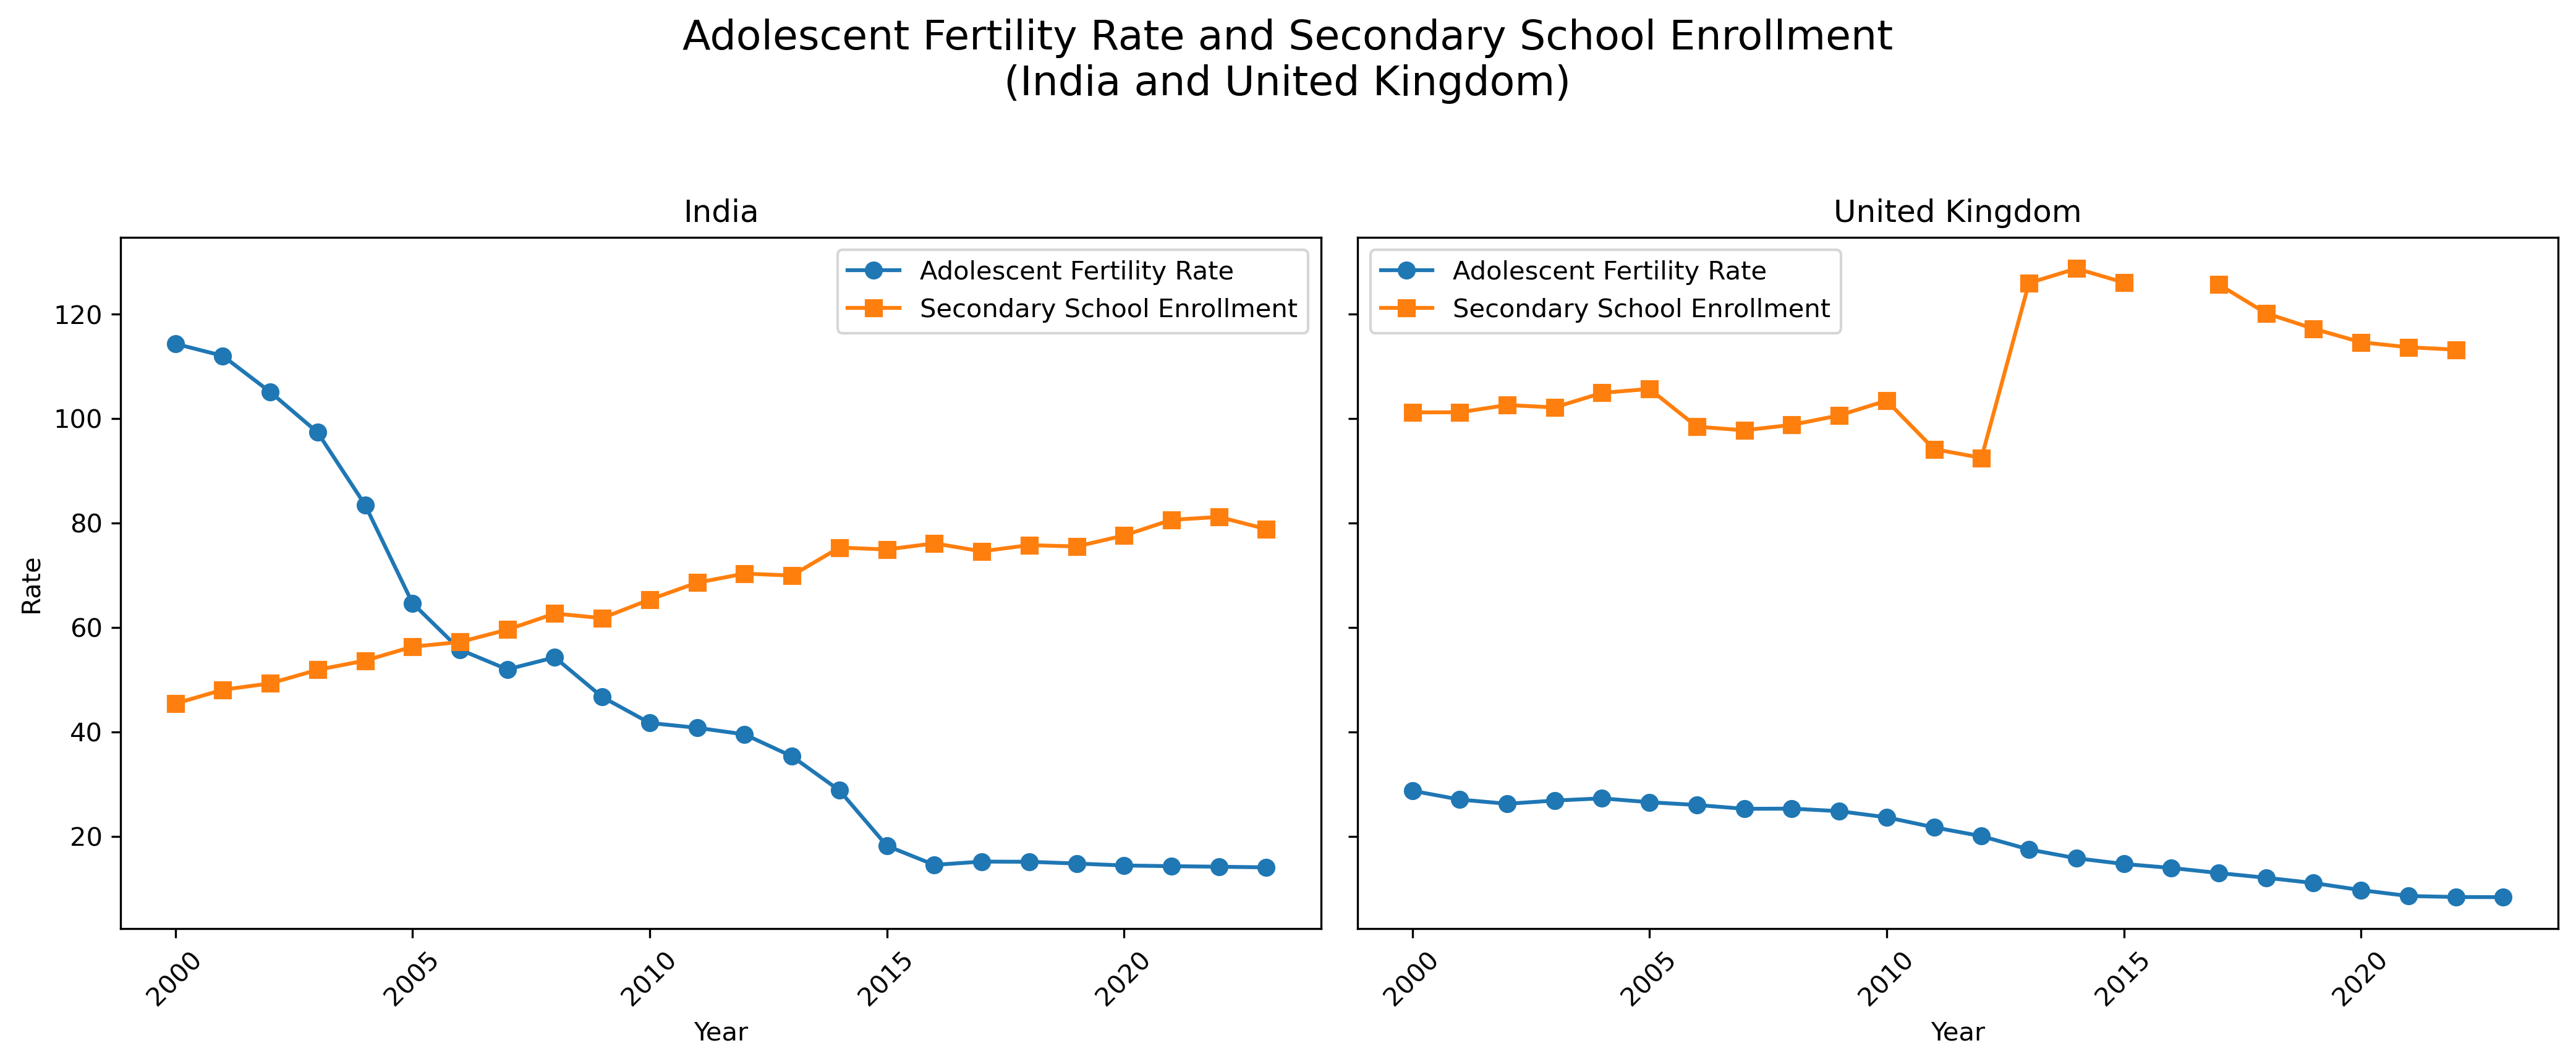 Adolescent Fertility Rate and Secondary School Enrollment
(India and United Kingdom)
India
Adolescent Fertility Rate
Secondary School Enrollment
120
100
80
60
40
20
Rate
2000
2005
2010
2015
2020
Year
United Kingdom
Adolescent Fertility Rate
Secondary School Enrollment
2000
2005
2010
2015
2020
Year